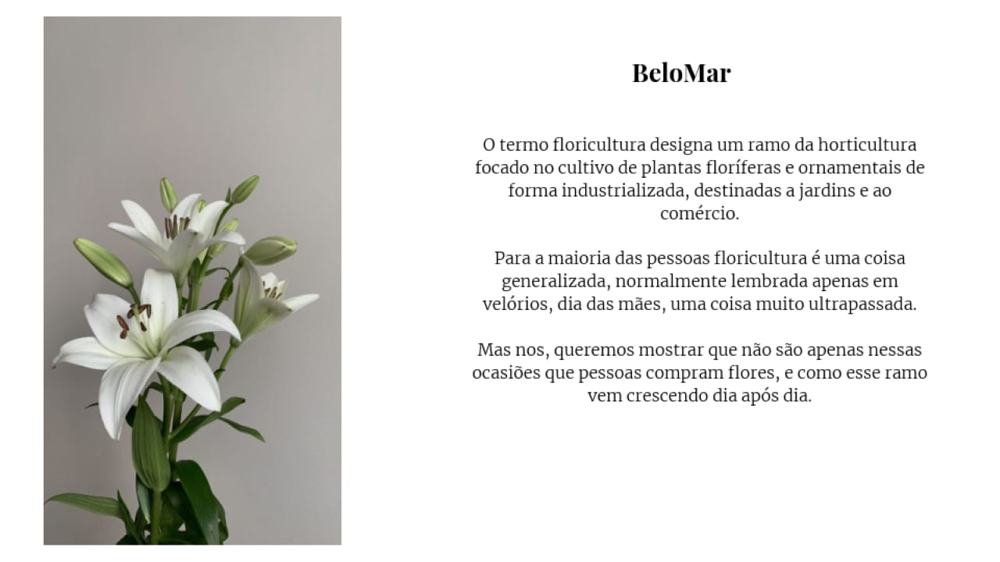 BeloMar
O termo floricultura designa um ramo da horticultura
focado no cultivo de plantas floríferas e ornamentais de
forma industrializada, destinadas a jardins e ao
comércio.
Para a maioria das pessoas floricultura é uma coisa
generalizada, normalmente lembrada apenas em
velórios, dia das mães, uma coisa muito ultrapassada.
Mas nos, queremos mostrar que não são apenas nessas
ocasiões que pessoas compram flores, e como esse ramo
vem crescendo dia após dia.